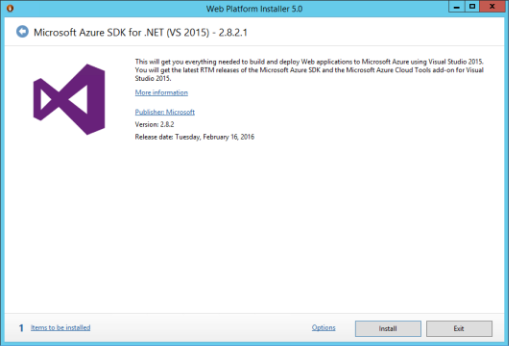 Web Platform Installer 5.0
Microsoft Azure SDK for .NET (VS 2015) - 2.8.2.1
This will get you everything needed to build and deploy Web applications to Microsoft Azure using Visual Studio 2015.
You will get the latest RTM releases of the Microsoft Azure SDK and the Microsoft Azure Cloud Tools add-on for Visual
Studio 2015.
More information
Publisher: Microsoft
Version: 2.8.2
Release date: Tuesday, February 16, 2016
1 Items to be installed
Options
Install
Exit